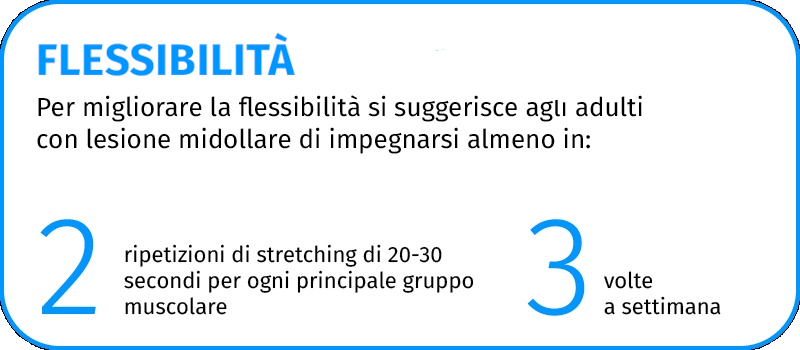 FLESSIBILITÀ
Per migliorare la flessibilità si suggerisce agli adulti
con lesione midollare di impegnarsi almeno in:
2
ripetizioni di stretching di 20-30
secondi per ogni principale gruppo
muscolare
3
volte
a settimana